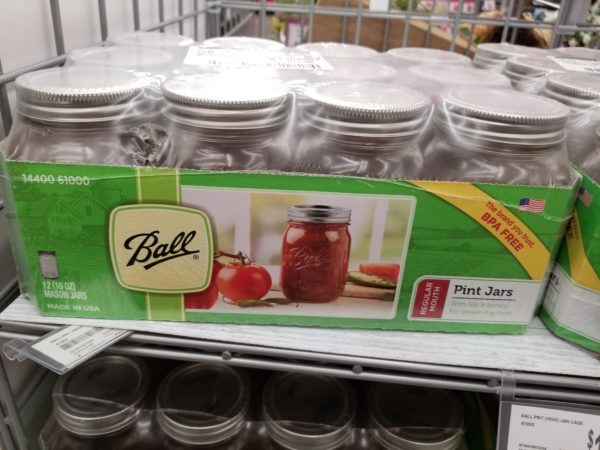 14400 61000
Ball
®
12 (16 OZ)
MASON JARS
MADE IN USA
The brand you trust.
BPA FREE
REGULAR
MOUTH
Pint Jars
with lids & bands
For preserving food
BALL PINT (16OZ) JAR CASE
61000